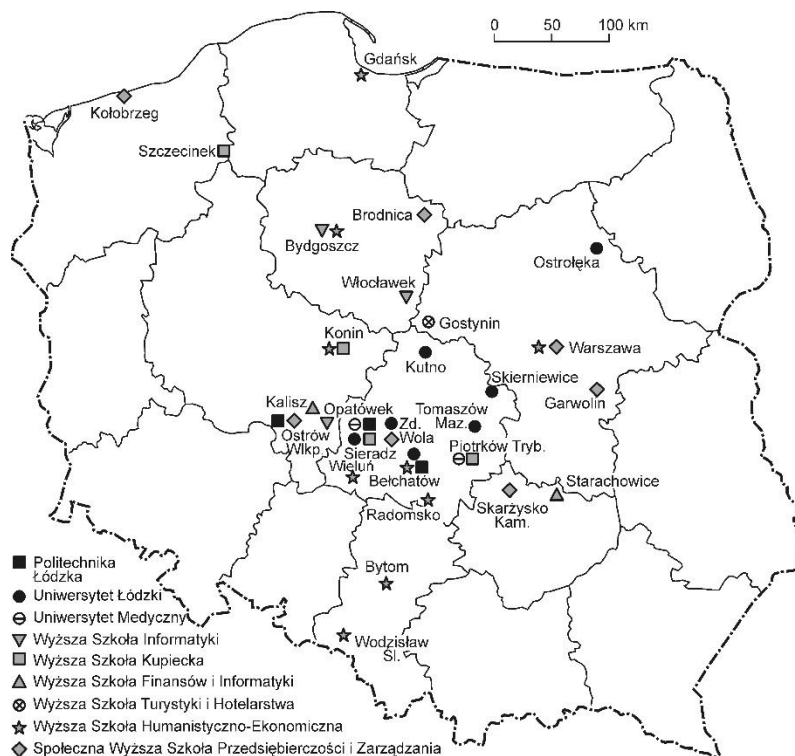 0 50 100 km
Gdańsk
Kołobrzeg
Szczecinek
Brodnica
Bydgoszcz
Ostrołęka
Włocławek
Gostynin
Konin
Warszawa
Kutno
Skierniewice
Garwolin
Kalisz
Opatówek
Zd.
Wola
Tomaszów
Maz.
Ostrów
Wlkp.
Sieradz
Piotrków Tryb.
Wieluń
Bełchatów
Starachowice
Radomsko
Skarżysko
Kam.
Bytom
Wodzisław
Śl.
Politechnika
Łódzka
Uniwersytet Łódzki
Uniwersytet Medyczny
Wyższa Szkoła Informatyki
Wyższa Szkoła Kupiecka
Wyższa Szkoła Finansów i Informatyki
Wyższa Szkoła Turystyki i Hotelarstwa
Wyższa Szkoła Humanistyczno-Ekonomiczna
Społeczna Wyższa Szkoła Przedsiębierczości i Zarządzania